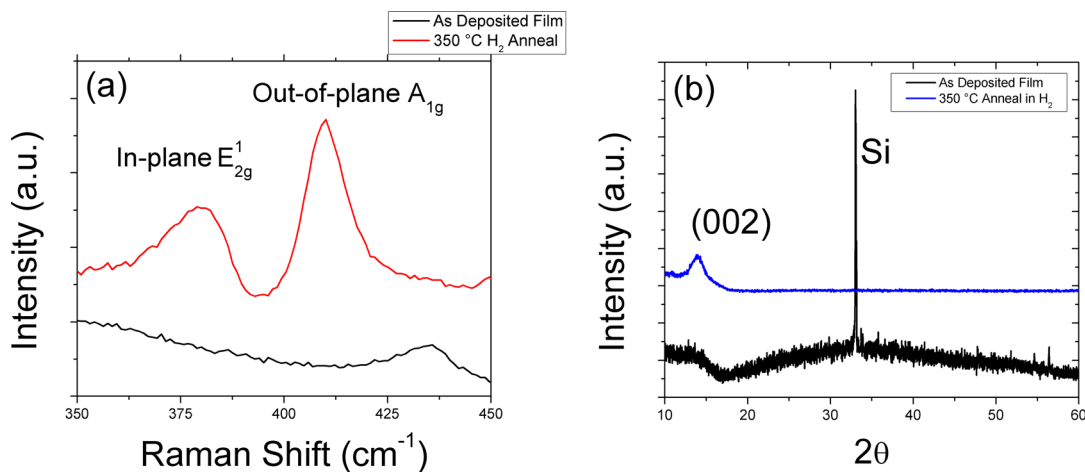 As Deposited Film
350 °C H₂ Anneal
(a)
Out-of-plane A₁g
In-plane E¹₂g
Intensity (a.u.)
350 375 400 425 450
Raman Shift (cm⁻¹)
(b)
As Deposited Film
350 °C Anneal in H₂
Si
(002)
Intensity (a.u.)
10 20 30 40 50 60
2θ